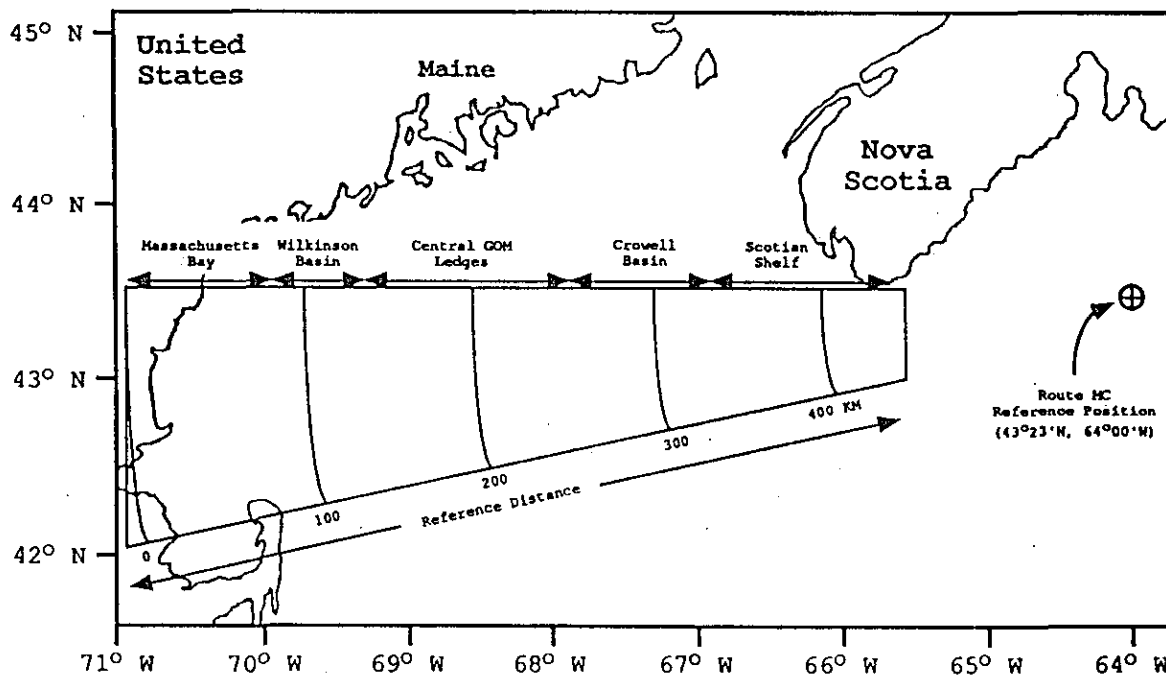 45° N
44° N
43° N
42° N
United
States
Maine
Nova
Scotia
Massachusetts
Bay
Wilkinson
Basin
Central GOM
Ledges
Crowell
Basin
Scotian
Shelf
Route MC
Reference Position
(43°23'N, 64°00'W)
0
100
200
300
400 KM
Reference Distance
71° W
70° W
69° W
68° W
67° W
66° W
65° W
64° W